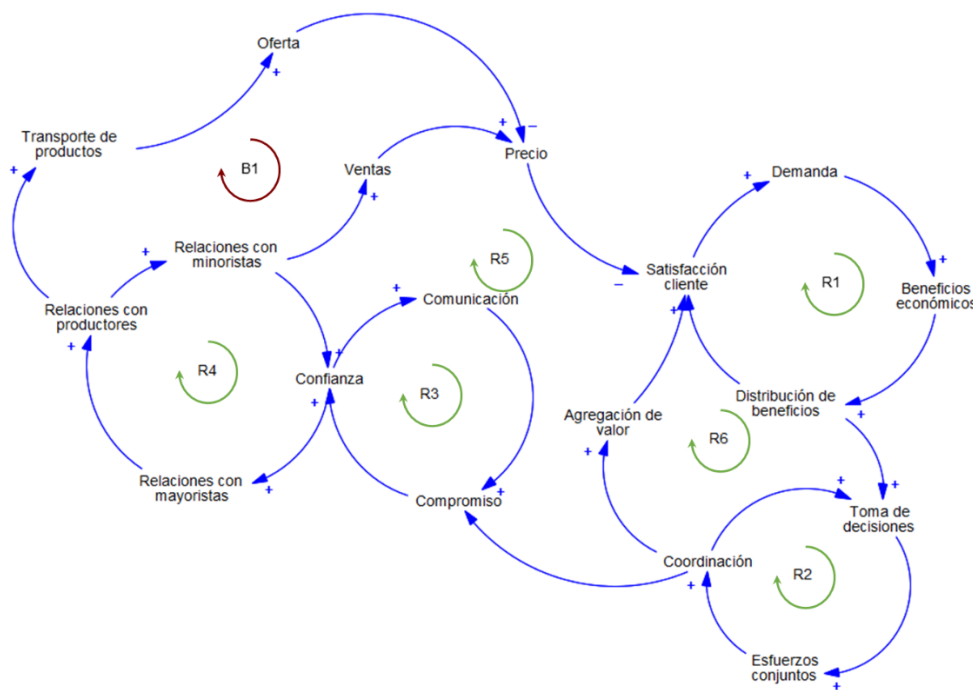 Oferta
+
Transporte de
productos
+
B1
Ventas
+
+
−
Precio
Demanda
+
Relaciones con
minoristas
+
R5
Comunicación
+
Satisfacción
cliente
−
+
R1
+
Beneficios
económicos
Relaciones con
productores
+
R4
Confianza
+
+
R3
Agregación de
valor
+
Distribución de
beneficios
+
R6
Relaciones con
mayoristas
+
Compromiso
+
Toma de
decisiones
+
+
Coordinación
+
R2
Esfuerzos
conjuntos
+